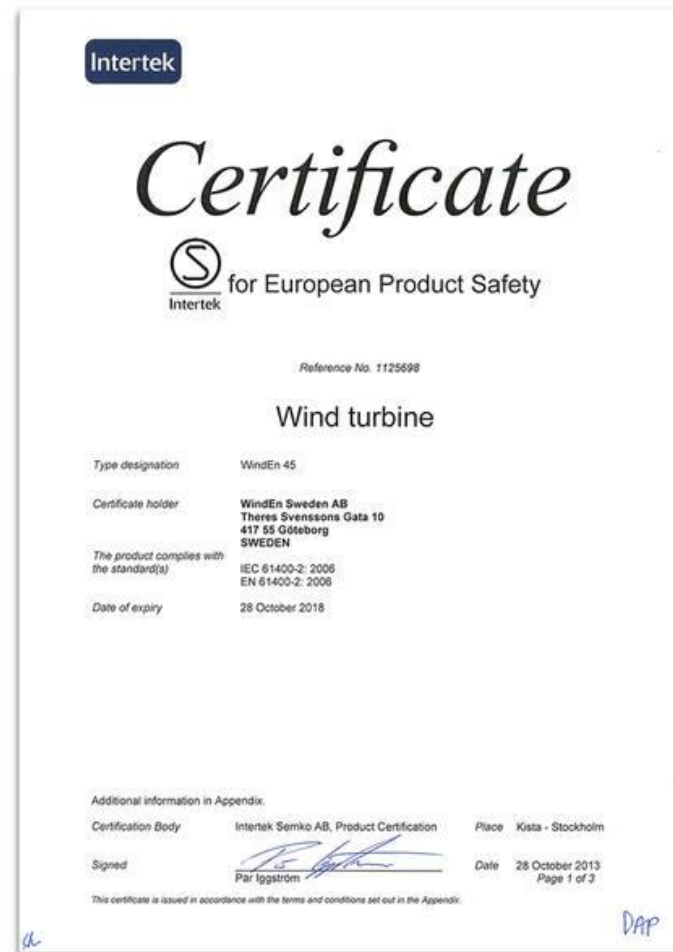 Intertek
Certificate
S
Intertek
for European Product Safety
Reference No. 1125698
Wind turbine
Type designation WindEn 45
Certificate holder WindEn Sweden AB
Theres Svenssons Gata 10
417 55 Göteborg
SWEDEN
The product complies with
the standard(s) IEC 61400-2: 2006
EN 61400-2: 2006
Date of expiry 28 October 2018
Additional information in Appendix.
Certification Body Intertek Semko AB, Product Certification Place Kista - Stockholm
Signed Date 28 October 2013
Pär Iggström Page 1 of 3
This certificate is issued in accordance with the terms and conditions set out in the Appendix.
DAP